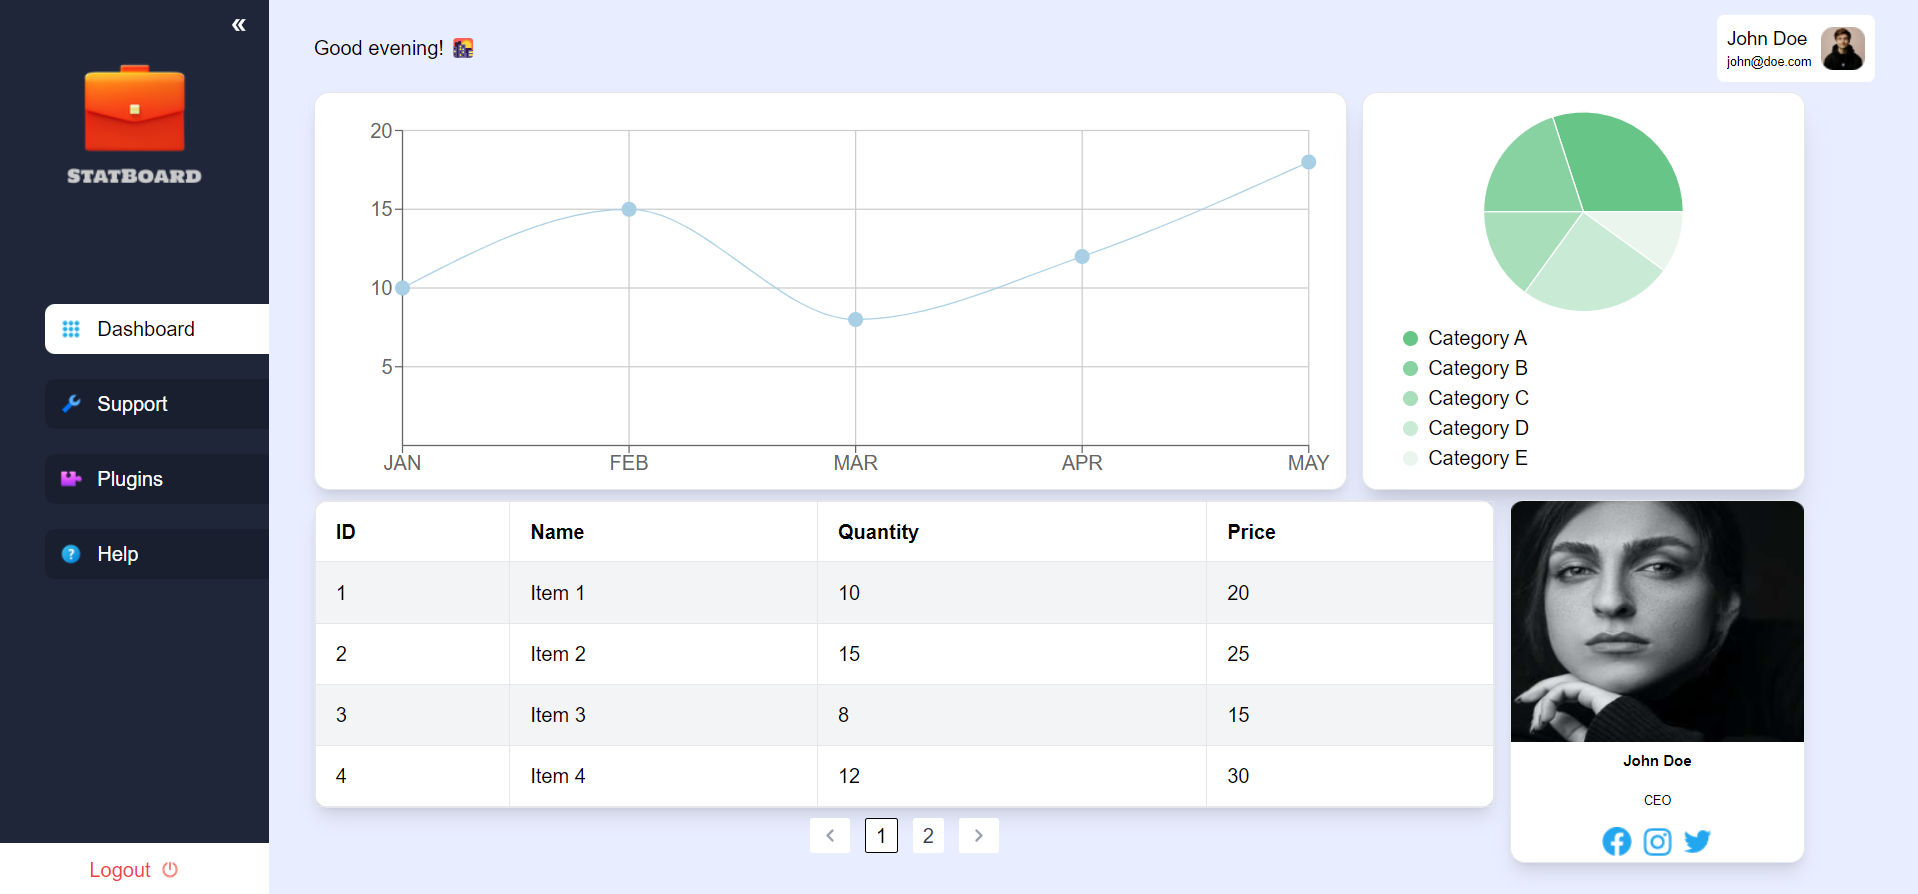 «
STATBOARD
Dashboard
Support
Plugins
Help
Logout
Good evening!
John Doe
john@doe.com
20
15
10
5
JAN FEB MAR APR MAY
Category A
Category B
Category C
Category D
Category E
ID Name Quantity Price
1 Item 1 10 20
2 Item 2 15 25
3 Item 3 8 15
4 Item 4 12 30
1 2
John Doe
CEO